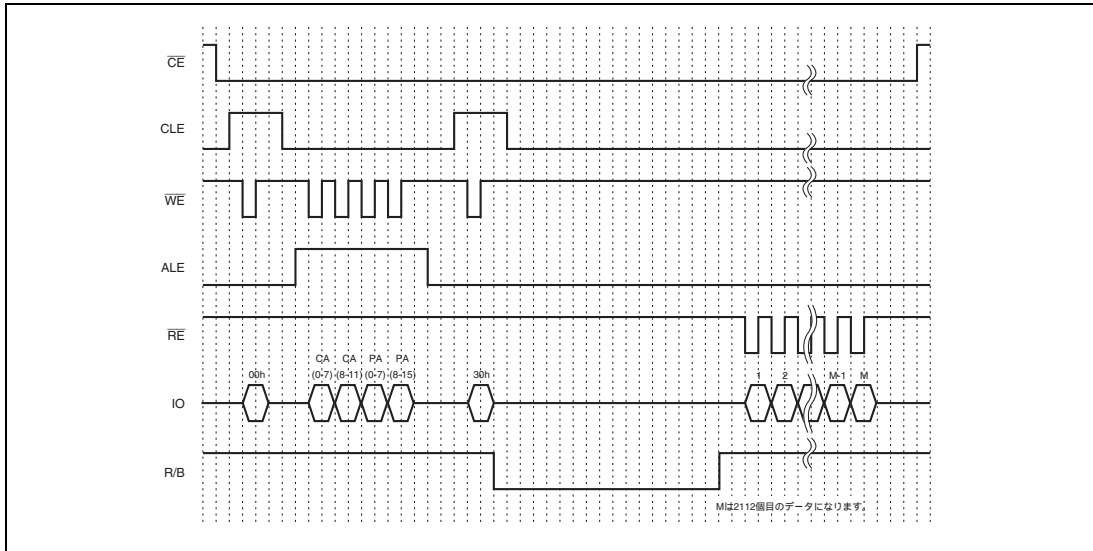 CE
CLE
WE
ALE
RE
CA CA PA PA
00h (0-7) (8-11) (0-7) (8-15) 30h 1 2 M-1 M
IO
R/B
Mは2112個目のデータになります。